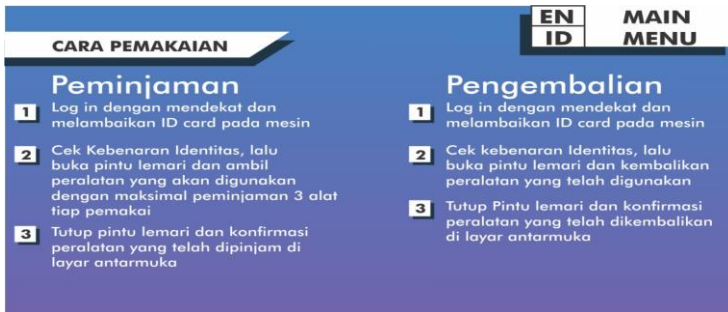 CARA PEMAKAIAN
EN
ID
MAIN
MENU
Peminjaman
1 Log in dengan mendekat dan
melambaikan ID card pada mesin
2 Cek Kebenaran Identitas, lalu
buka pintu lemari dan ambil
peralatan yang akan digunakan
dengan maksimal peminjaman 3 alat
tiap pemakai
3 Tutup pintu lemari dan konfirmasi
peralatan yang telah dipinjam di
layar antarmuka
Pengembalian
1 Log in dengan mendekat dan
melambaikan ID card pada mesin
2 Cek kebenaran Identitas, lalu
buka pintu lemari dan kembalikan
peralatan yang telah digunakan
3 Tutup Pintu lemari dan konfirmasi
peralatan yang telah dikembalikan
di layar antarmuka